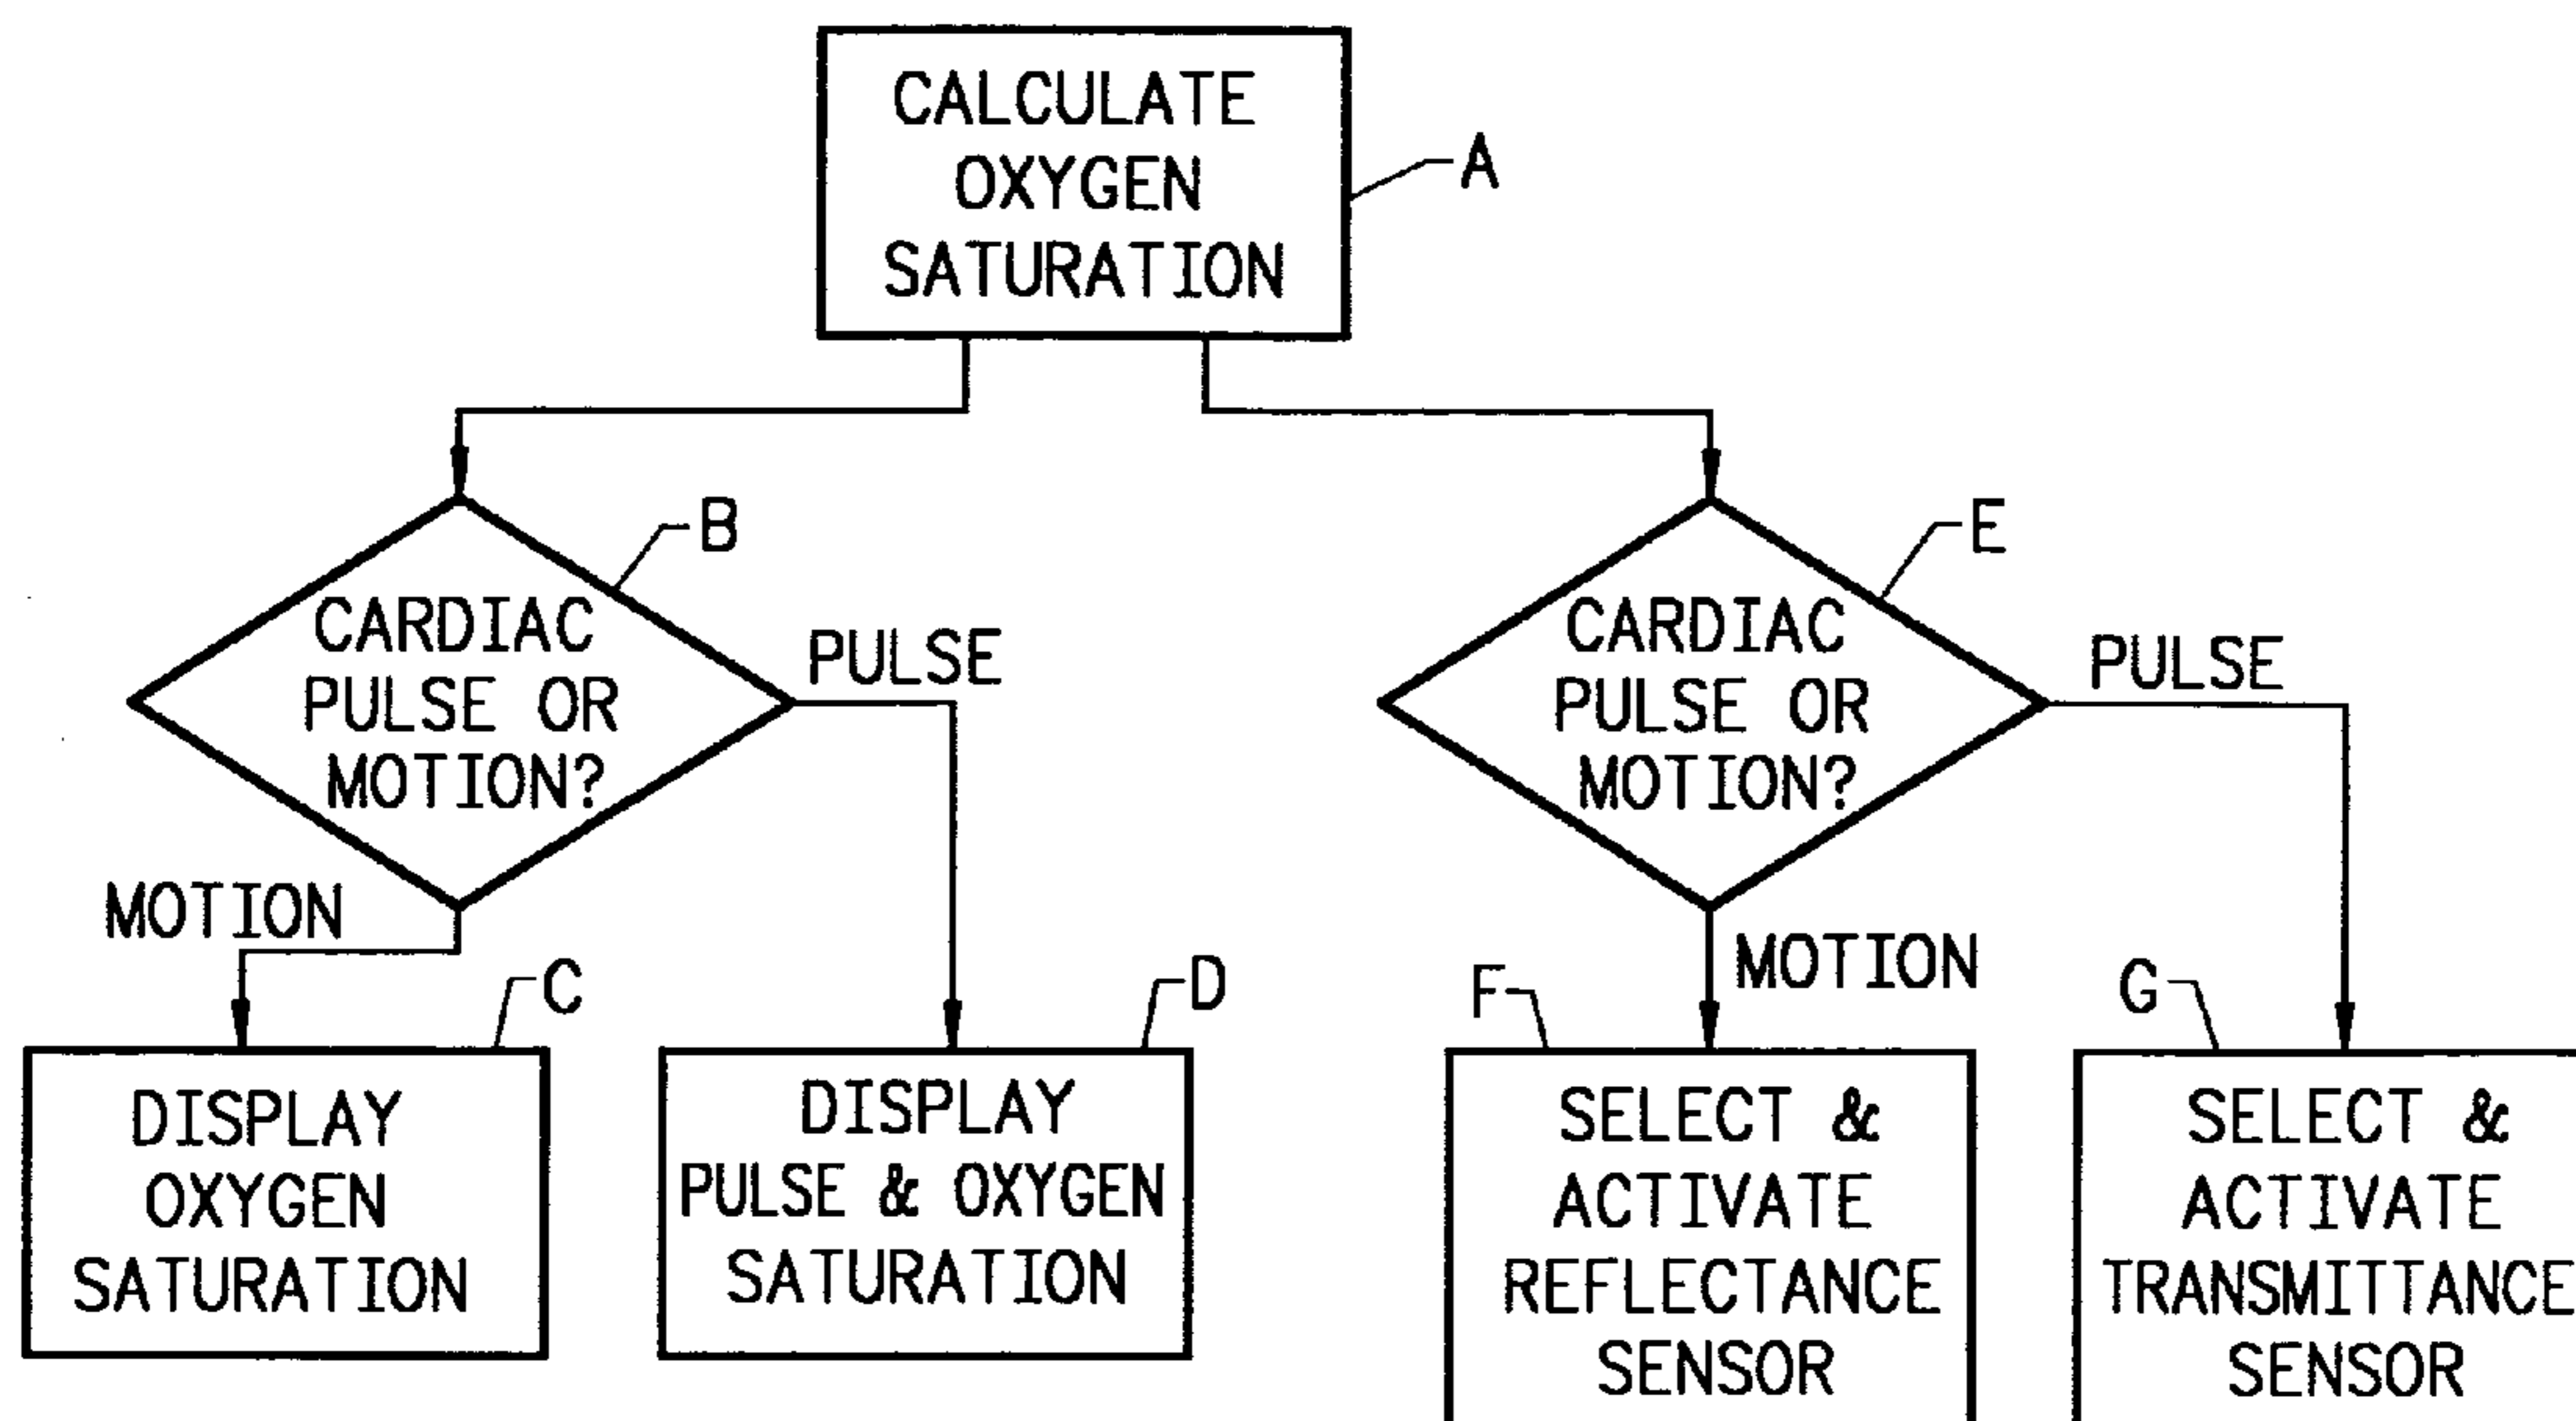 CALCULATE
OXYGEN
SATURATION
A
B
CARDIAC
PULSE OR
MOTION?
PULSE
MOTION
E
CARDIAC
PULSE OR
MOTION?
PULSE
MOTION
C
DISPLAY
OXYGEN
SATURATION
D
DISPLAY
PULSE & OXYGEN
SATURATION
F
SELECT &
ACTIVATE
REFLECTANCE
SENSOR
G
SELECT &
ACTIVATE
TRANSMITTANCE
SENSOR